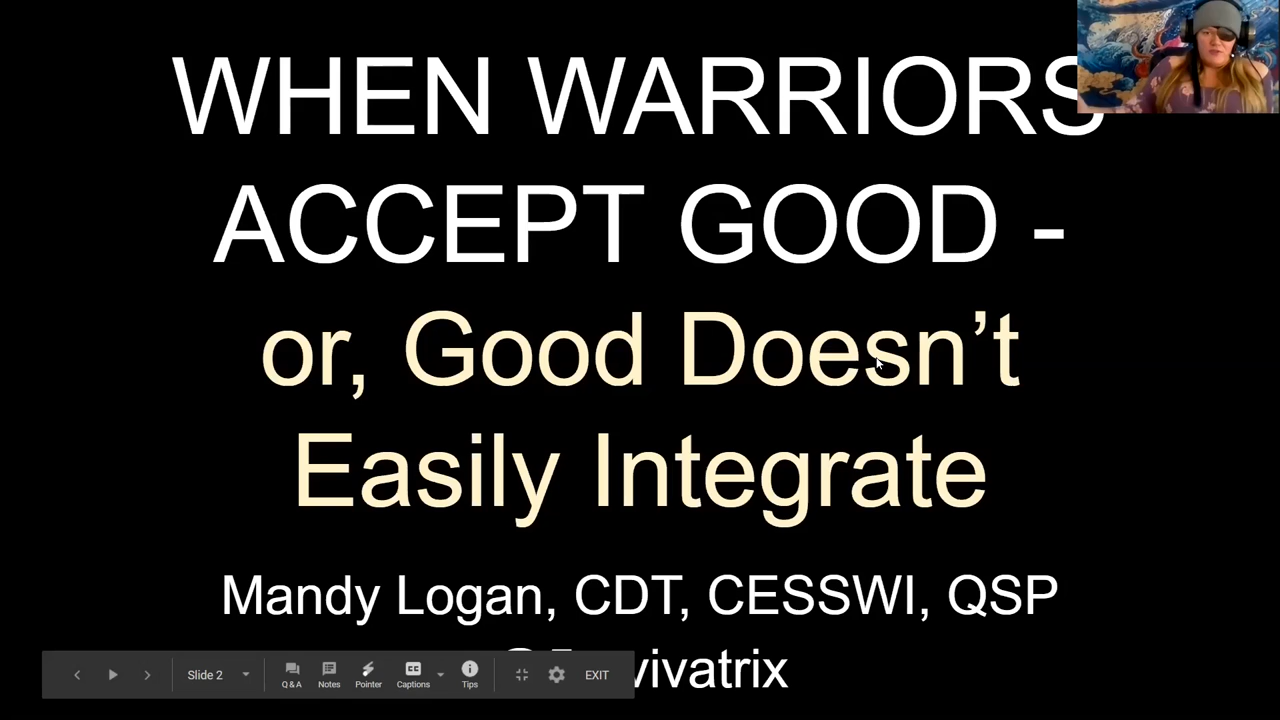 WHEN WARRIORS
ACCEPT GOOD -
or, Good Doesn’t
Easily Integrate
Mandy Logan, CDT, CESSWI, QSP
Slide 2
Q & A
Notes
Pointer
CC
Captions
Tips
EXIT